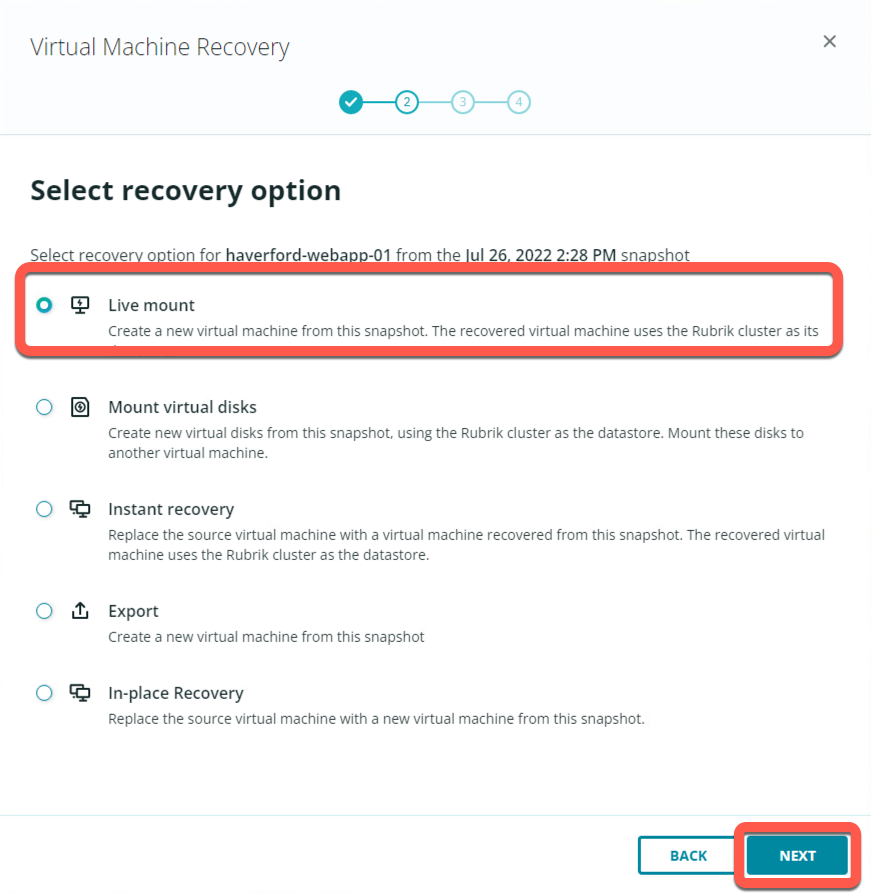 Virtual Machine Recovery
2 3 4
Select recovery option
Select recovery option for haverford-webapp-01 from the Jul 26, 2022 2:28 PM snapshot
Live mount
Create a new virtual machine from this snapshot. The recovered virtual machine uses the Rubrik cluster as its
Mount virtual disks
Create new virtual disks from this snapshot, using the Rubrik cluster as the datastore. Mount these disks to
another virtual machine.
Instant recovery
Replace the source virtual machine with a virtual machine recovered from this snapshot. The recovered virtual
machine uses the Rubrik cluster as the datastore.
Export
Create a new virtual machine from this snapshot
In-place Recovery
Replace the source virtual machine with a new virtual machine from this snapshot.
BACK NEXT